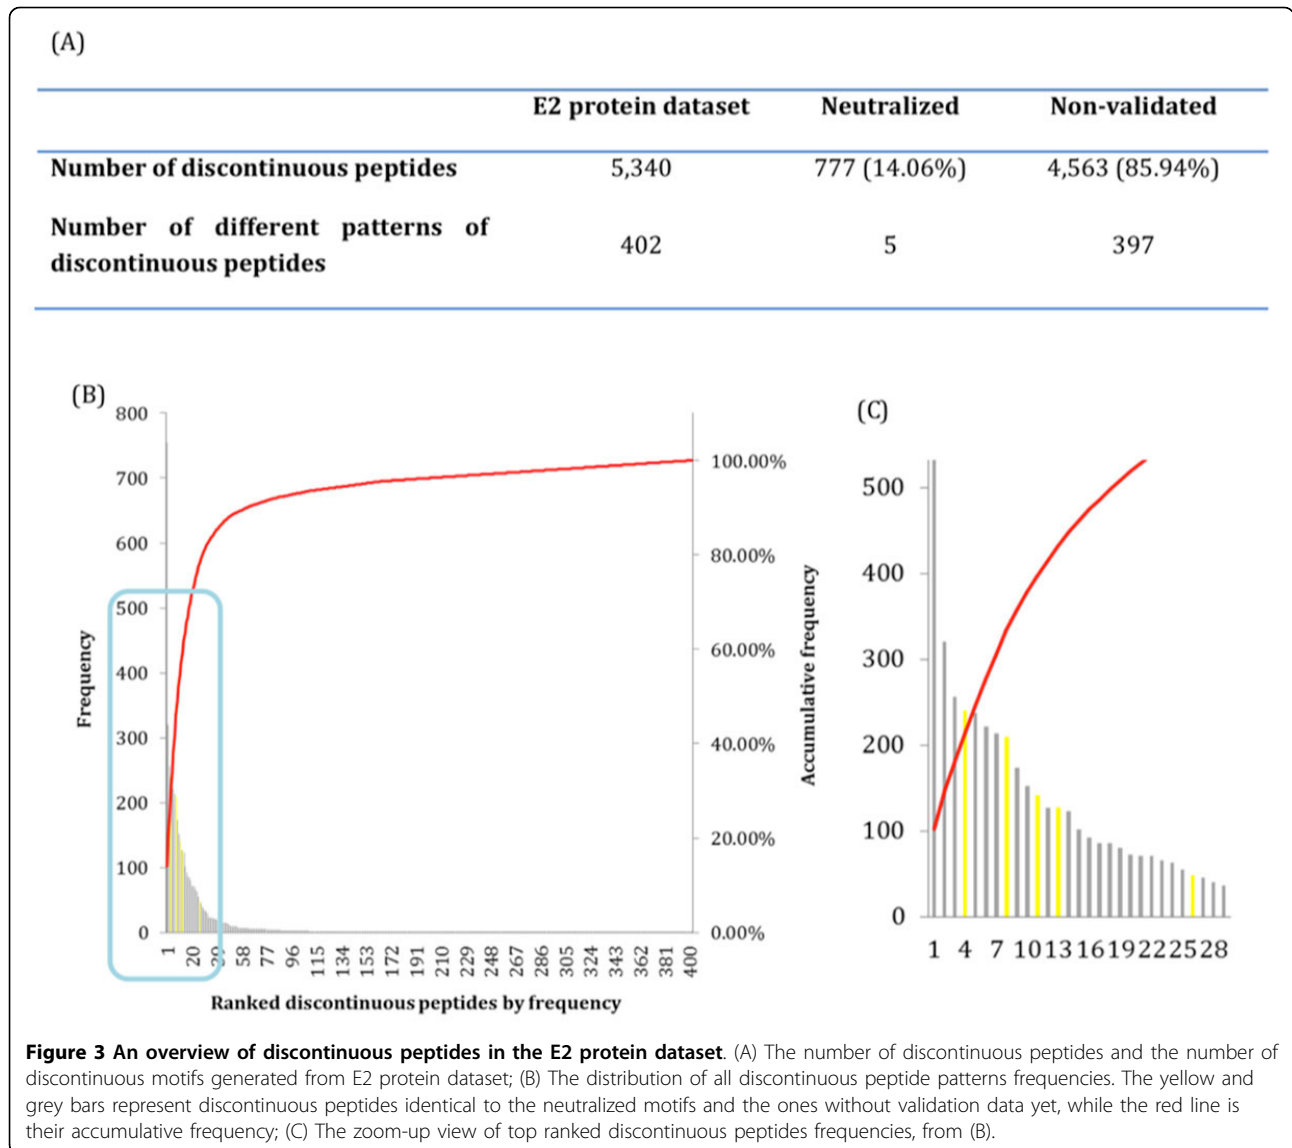 (A)
E2 protein dataset Neutralized Non-validated
Number of discontinuous peptides 5,340 777 (14.06%) 4,563 (85.94%)
Number of different patterns of
discontinuous peptides 402 5 397
(B)
800
700
600
500
400
300
200
100
0
Frequency
100.00%
80.00%
60.00%
40.00%
20.00%
0.00%
Accumulative frequency
1 20 39 58 77 96 115 134 153 172 191 210 229 248 267 286 305 324 343 362 381 400
Ranked discontinuous peptides by frequency
(C)
500
400
300
200
100
0
1 4 7 10 13 16 19 22 25 28
Figure 3 An overview of discontinuous peptides in the E2 protein dataset. (A) The number of discontinuous peptides and the number of
discontinuous motifs generated from E2 protein dataset; (B) The distribution of all discontinuous peptide patterns frequencies. The yellow and
grey bars represent discontinuous peptides identical to the neutralized motifs and the ones without validation data yet, while the red line is
their accumulative frequency; (C) The zoom-up view of top ranked discontinuous peptides frequencies, from (B).